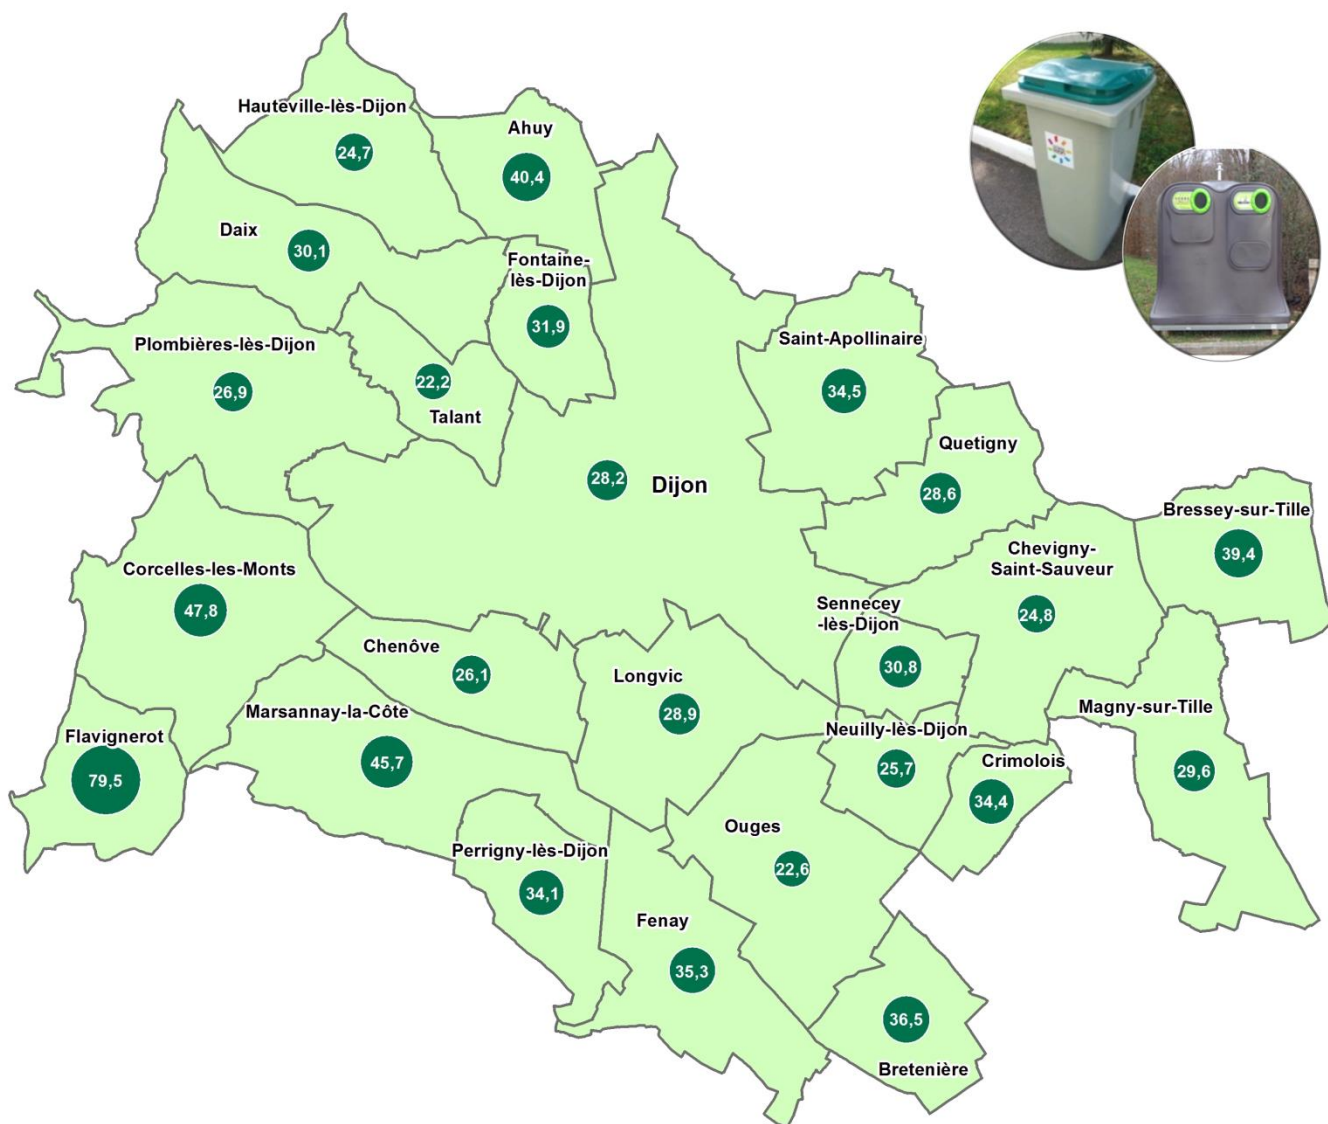 Hauteville-lès-Dijon
24,7
Ahuy
40,4
Daix
30,1
Fontaine-
lès-Dijon
31,9
Plombières-lès-Dijon
26,9
22,2
Talant
Saint-Apollinaire
34,5
Quetigny
28,6
28,2
Dijon
Bressey-sur-Tille
39,4
Chevigny-
Saint-Sauveur
24,8
Corcelles-les-Monts
47,8
Sennecey
-lès-Dijon
30,8
Chenôve
26,1
Longvic
28,9
Marsannay-la-Côte
45,7
Magny-sur-Tille
29,6
Flavignerot
79,5
Neuilly-lès-Dijon
25,7
Crimolois
34,4
Ouges
22,6
Perrigny-lès-Dijon
34,1
Fenay
35,3
36,5
Bretenière